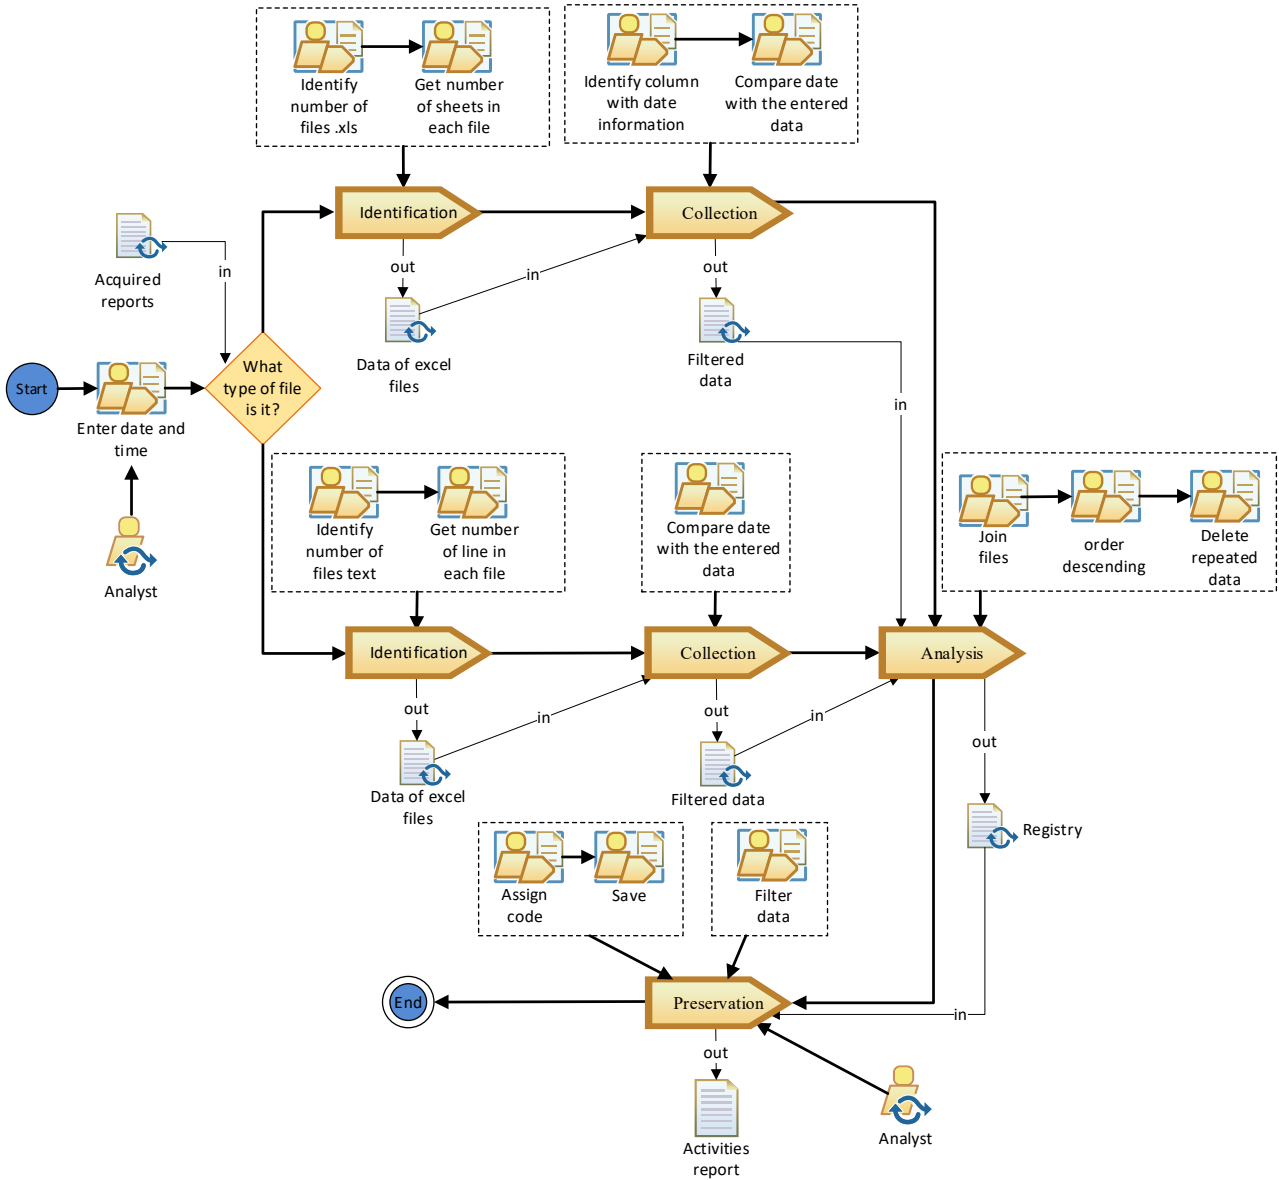 Identify
number of
files .xls
Get number
of sheets in
each file
Identify column
with date
information
Compare date
with the entered
data
Identification
Collection
Acquired
reports
in
out
in
out
Data of excel
files
Filtered
data
in
Start
Enter date and
time
What
type of file
is it?
Analyst
Identify
number of
files text
Get number
of line in
each file
Compare date
with the entered
data
Join
files
order
descending
Delete
repeated
data
Identification
Collection
Analysis
out
in
out
in
out
Data of excel
files
Filtered data
Registry
Assign
code
Save
Filter
data
End
Preservation
in
out
Activities
report
Analyst